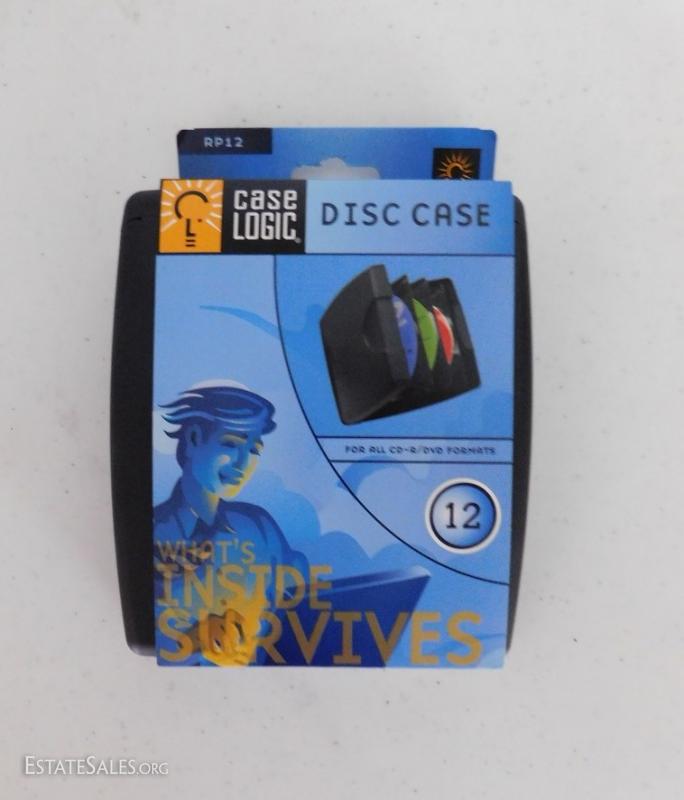 RP12
case
LOGIC®
DISC CASE
FOR ALL CD-R/DVD FORMATS
12
WHAT'S
INSIDE
SURVIVES
ESTATESALES.ORG